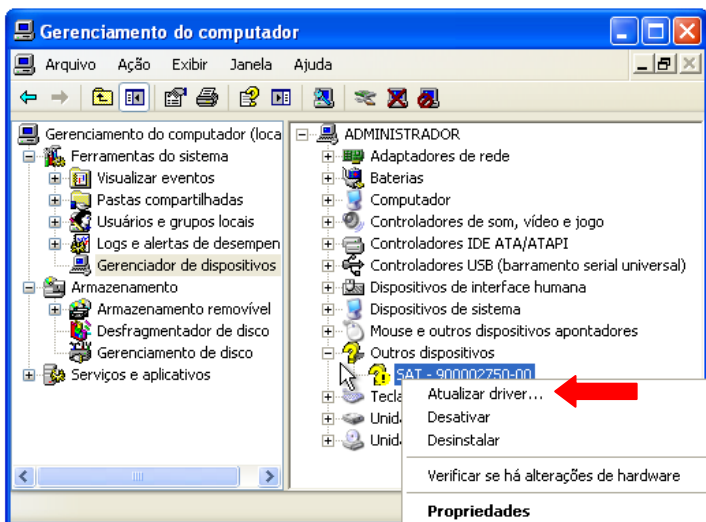 Gerenciamento do computador
Arquivo Ação Exibir Janela Ajuda
Gerenciamento do computador (loca
Ferramentas do sistema
Visualizar eventos
Pastas compartilhadas
Usuários e grupos locais
Logs e alertas de desempen
Gerenciador de dispositivos
Armazenamento
Armazenamento removível
Desfragmentador de disco
Gerenciamento de disco
Serviços e aplicativos
ADMINISTRADOR
Adaptadores de rede
Baterias
Computador
Controladores de som, vídeo e jogo
Controladores IDE ATA/ATAPI
Controladores USB (barramento serial universal)
Dispositivos de interface humana
Dispositivos de sistema
Mouse e outros dispositivos apontadores
Outros dispositivos
SAT - 900002750-00
Tecla
Unid
Unid
Atualizar driver...
Desativar
Desinstalar
Verificar se há alterações de hardware
Propriedades